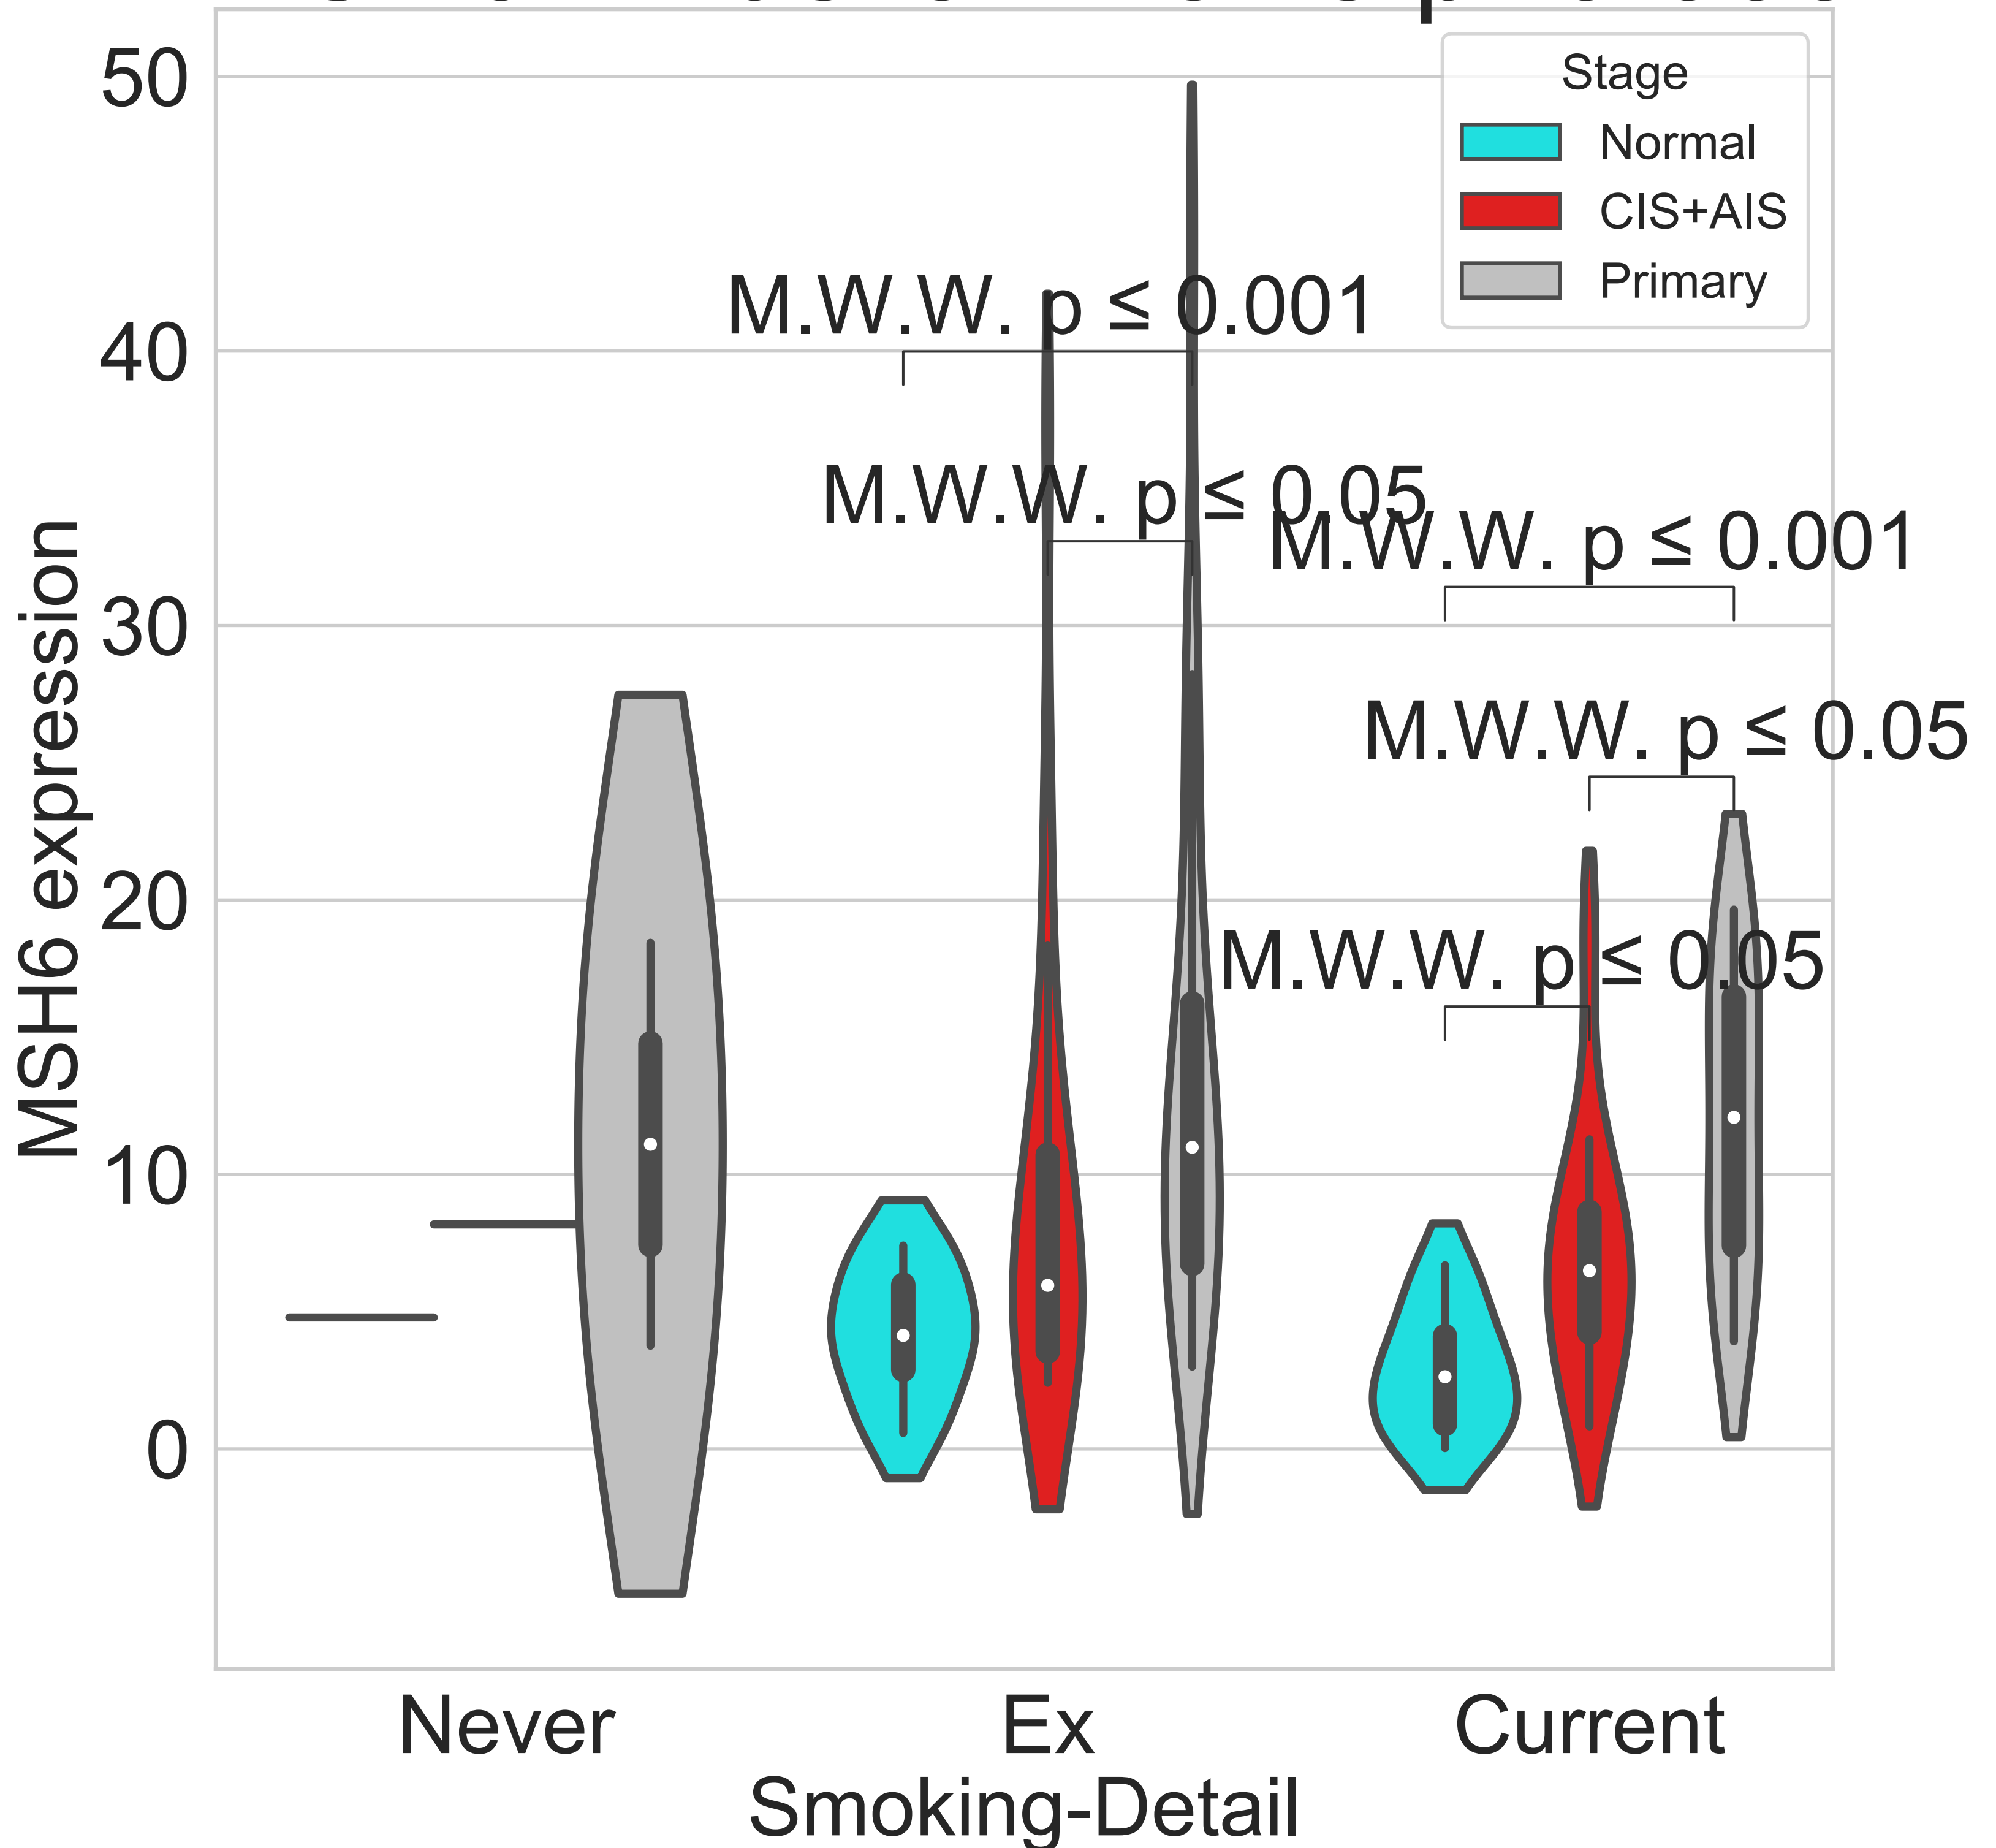 Stage
Normal
CIS+AIS
Primary
50
40
30
20
10
0
MSH6 expression
M.W.W. p ≤ 0.001
M.W.W. p ≤ 0.05
M.W.W. p ≤ 0.001
M.W.W. p ≤ 0.05
M.W.W. p ≤ 0.05
Never
Ex
Current
Smoking-Detail